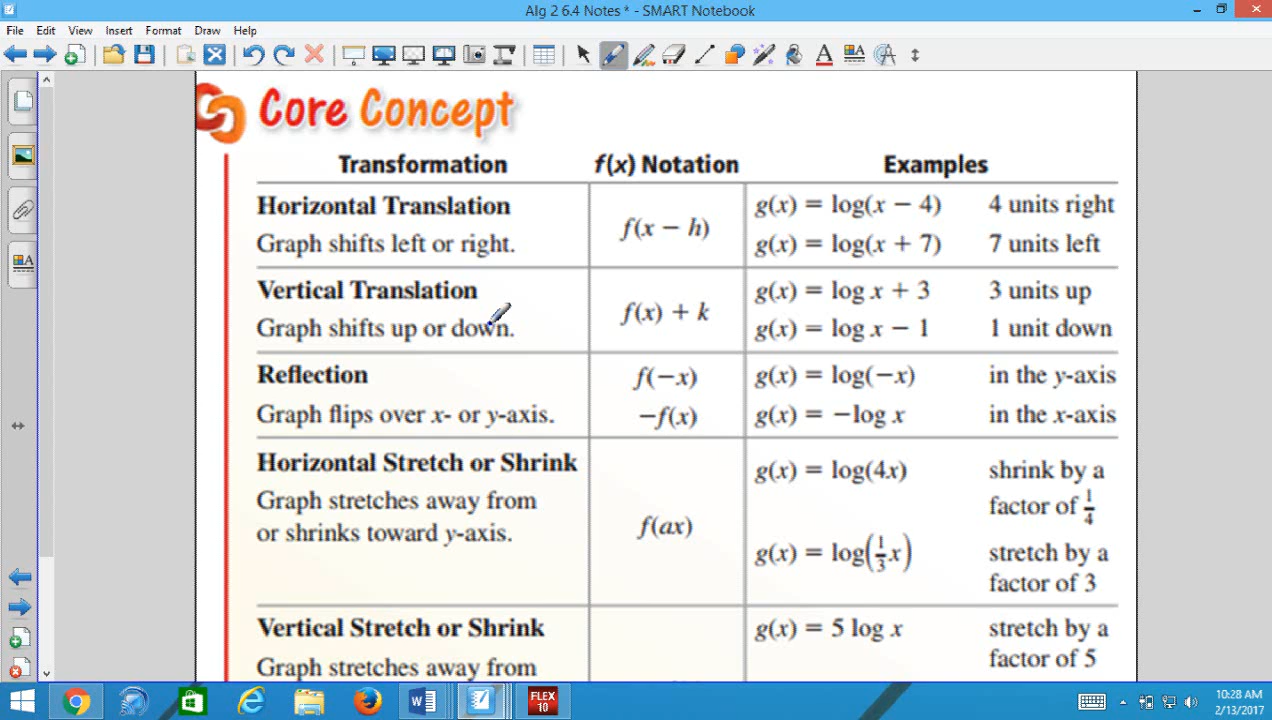 Alg 2 6.4 Notes * - SMART Notebook
File Edit View Insert Format Draw Help
Core Concept
Transformation f(x) Notation Examples
Horizontal Translation
Graph shifts left or right.
f(x − h)
g(x) = log(x − 4) 4 units right
g(x) = log(x + 7) 7 units left
Vertical Translation
Graph shifts up or down.
f(x) + k
g(x) = log x + 3 3 units up
g(x) = log x − 1 1 unit down
Reflection
Graph flips over x- or y-axis.
f(−x)
−f(x)
g(x) = log(−x) in the y-axis
g(x) = −log x in the x-axis
Horizontal Stretch or Shrink
Graph stretches away from
or shrinks toward y-axis.
f(ax)
g(x) = log(4x) shrink by a
factor of 1/4
g(x) = log(1/3 x) stretch by a
factor of 3
Vertical Stretch or Shrink
Graph stretches away from
g(x) = 5 log x stretch by a
factor of 5
FLEX
10
10:28 AM
2/13/2017